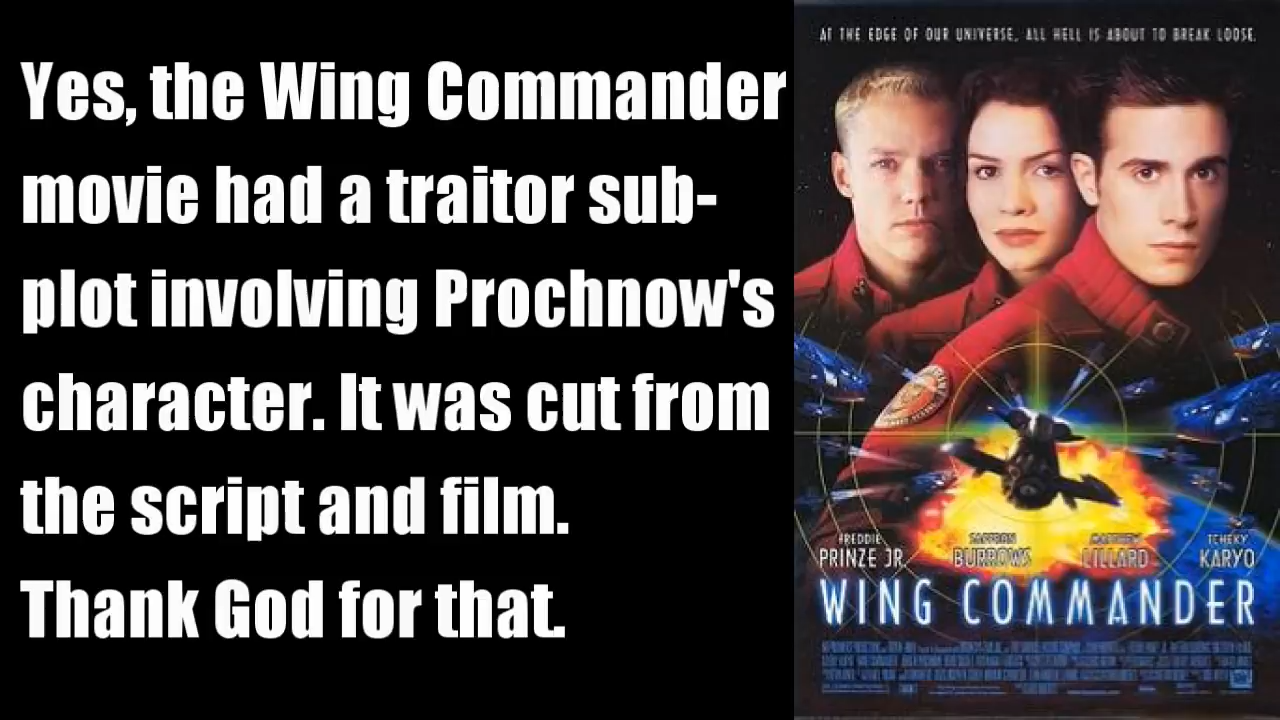 Yes, the Wing Commander
movie had a traitor sub-
plot involving Prochnow's
character. It was cut from
the script and film.
Thank God for that.
AT THE EDGE OF OUR UNIVERSE, ALL HELL IS ABOUT TO BREAK LOOSE.
FREDDIE PRINZE JR. SAFFRON BURROWS MATTHEW LILLARD TCHEKY KARYO
WING COMMANDER